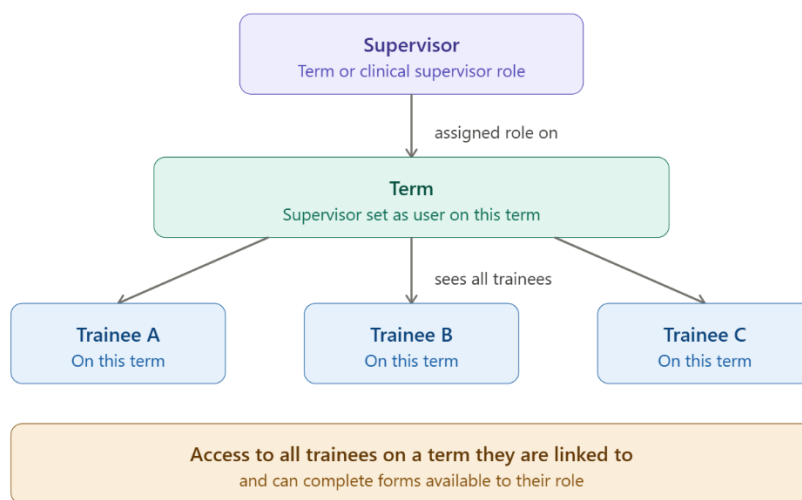 Supervisor
Term or clinical supervisor role
assigned role on
Term
Supervisor set as user on this term
sees all trainees
Trainee A
On this term
Trainee B
On this term
Trainee C
On this term
Access to all trainees on a term they are linked to
and can complete forms available to their role